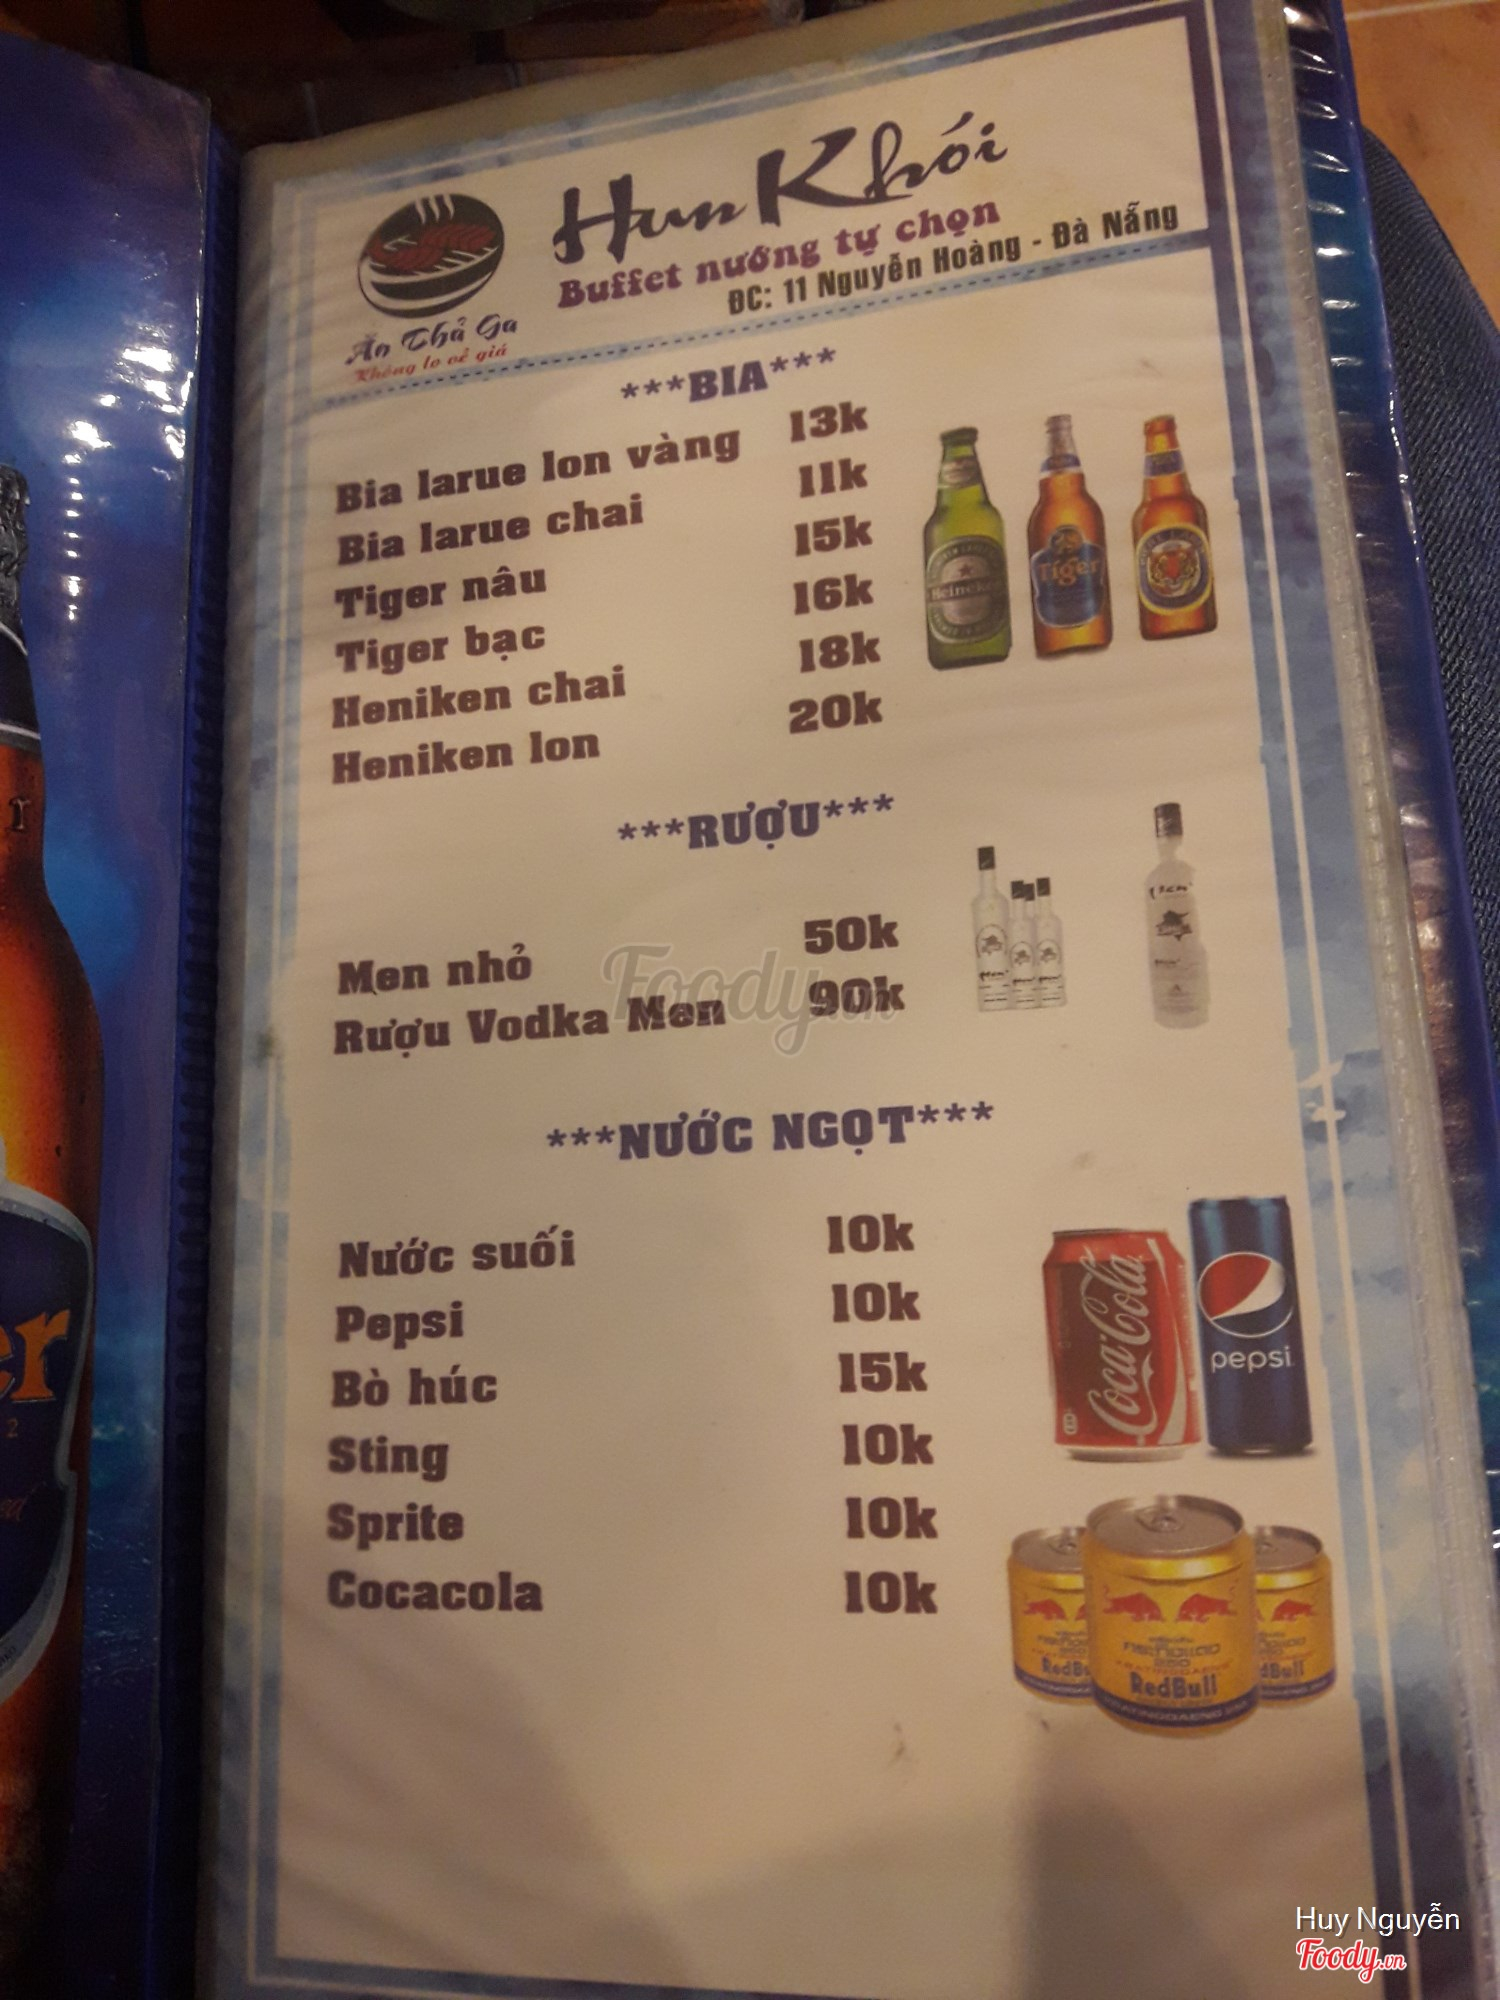 Hun Khói
Buffet nướng tự chọn
ĐC: 11 Nguyễn Hoàng - Đà Nẵng
Ăn Thả Ga
Không lo về giá
***BIA***
Bia larue lon vàng 13k
Bia larue chai 11k
Tiger nâu 15k
Tiger bạc 16k
Heniken chai 18k
Heniken lon 20k
Tiger
***RƯỢU***
Men nhỏ 50k
Rượu Vodka Men 90k
Foody.vn
***NƯỚC NGỌT***
Nước suối 10k
Pepsi 10k
Bò húc 15k
Sting 10k
Sprite 10k
Cocacola 10k
Coca-Cola
pepsi
RedBull
Huy Nguyễn
Foody.vn